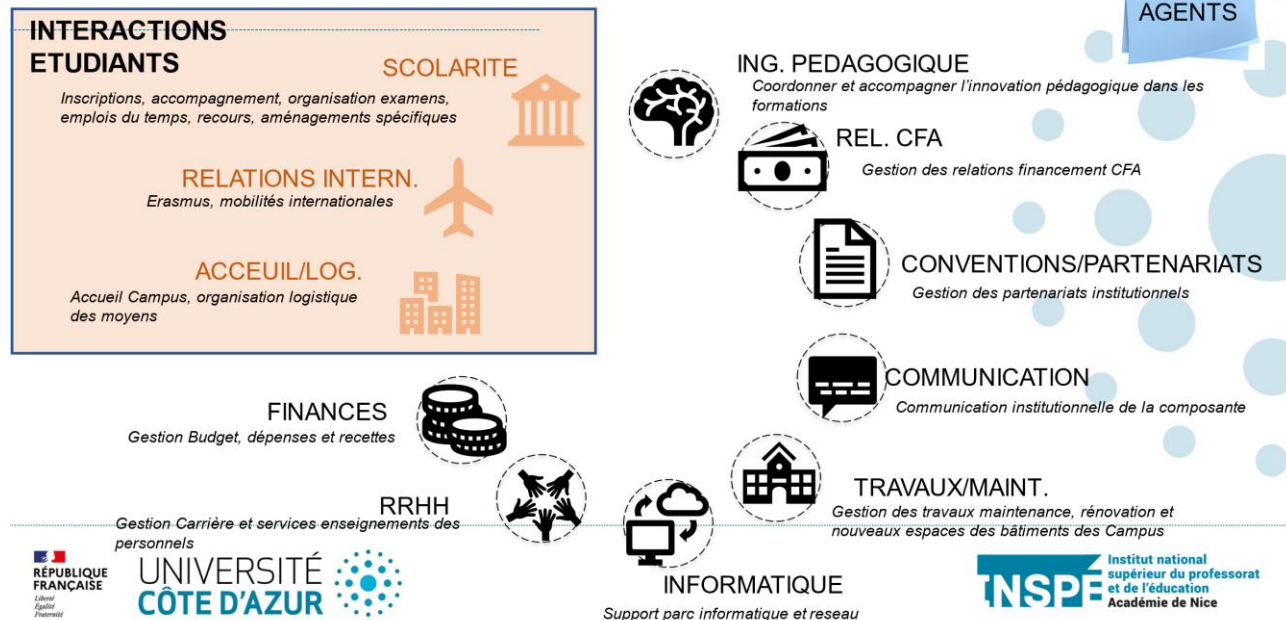 INTERACTIONS
ETUDIANTS
SCOLARITE
Inscriptions, accompagnement, organisation examens,
emplois du temps, recours, aménagements spécifiques
RELATIONS INTERN.
Erasmus, mobilités internationales
ACCEUIL/LOG.
Accueil Campus, organisation logistique
des moyens
AGENTS
ING. PEDAGOGIQUE
Coordonner et accompagner l'innovation pédagogique dans les
formations
REL. CFA
Gestion des relations financement CFA
CONVENTIONS/PARTENARIATS
Gestion des partenariats institutionnels
COMMUNICATION
Communication institutionnelle de la composante
TRAVAUX/MAINT.
Gestion des travaux maintenance, rénovation et
nouveaux espaces des bâtiments des Campus
FINANCES
Gestion Budget, dépenses et recettes
RRHH
Gestion Carrière et services enseignements des
personnels
INFORMATIQUE
Support parc informatique et reseau
RÉPUBLIQUE
FRANÇAISE
Liberté
Égalité
Fraternité
UNIVERSITÉ
CÔTE D'AZUR
INSPÉ
Institut national
supérieur du professorat
et de l'éducation
Académie de Nice